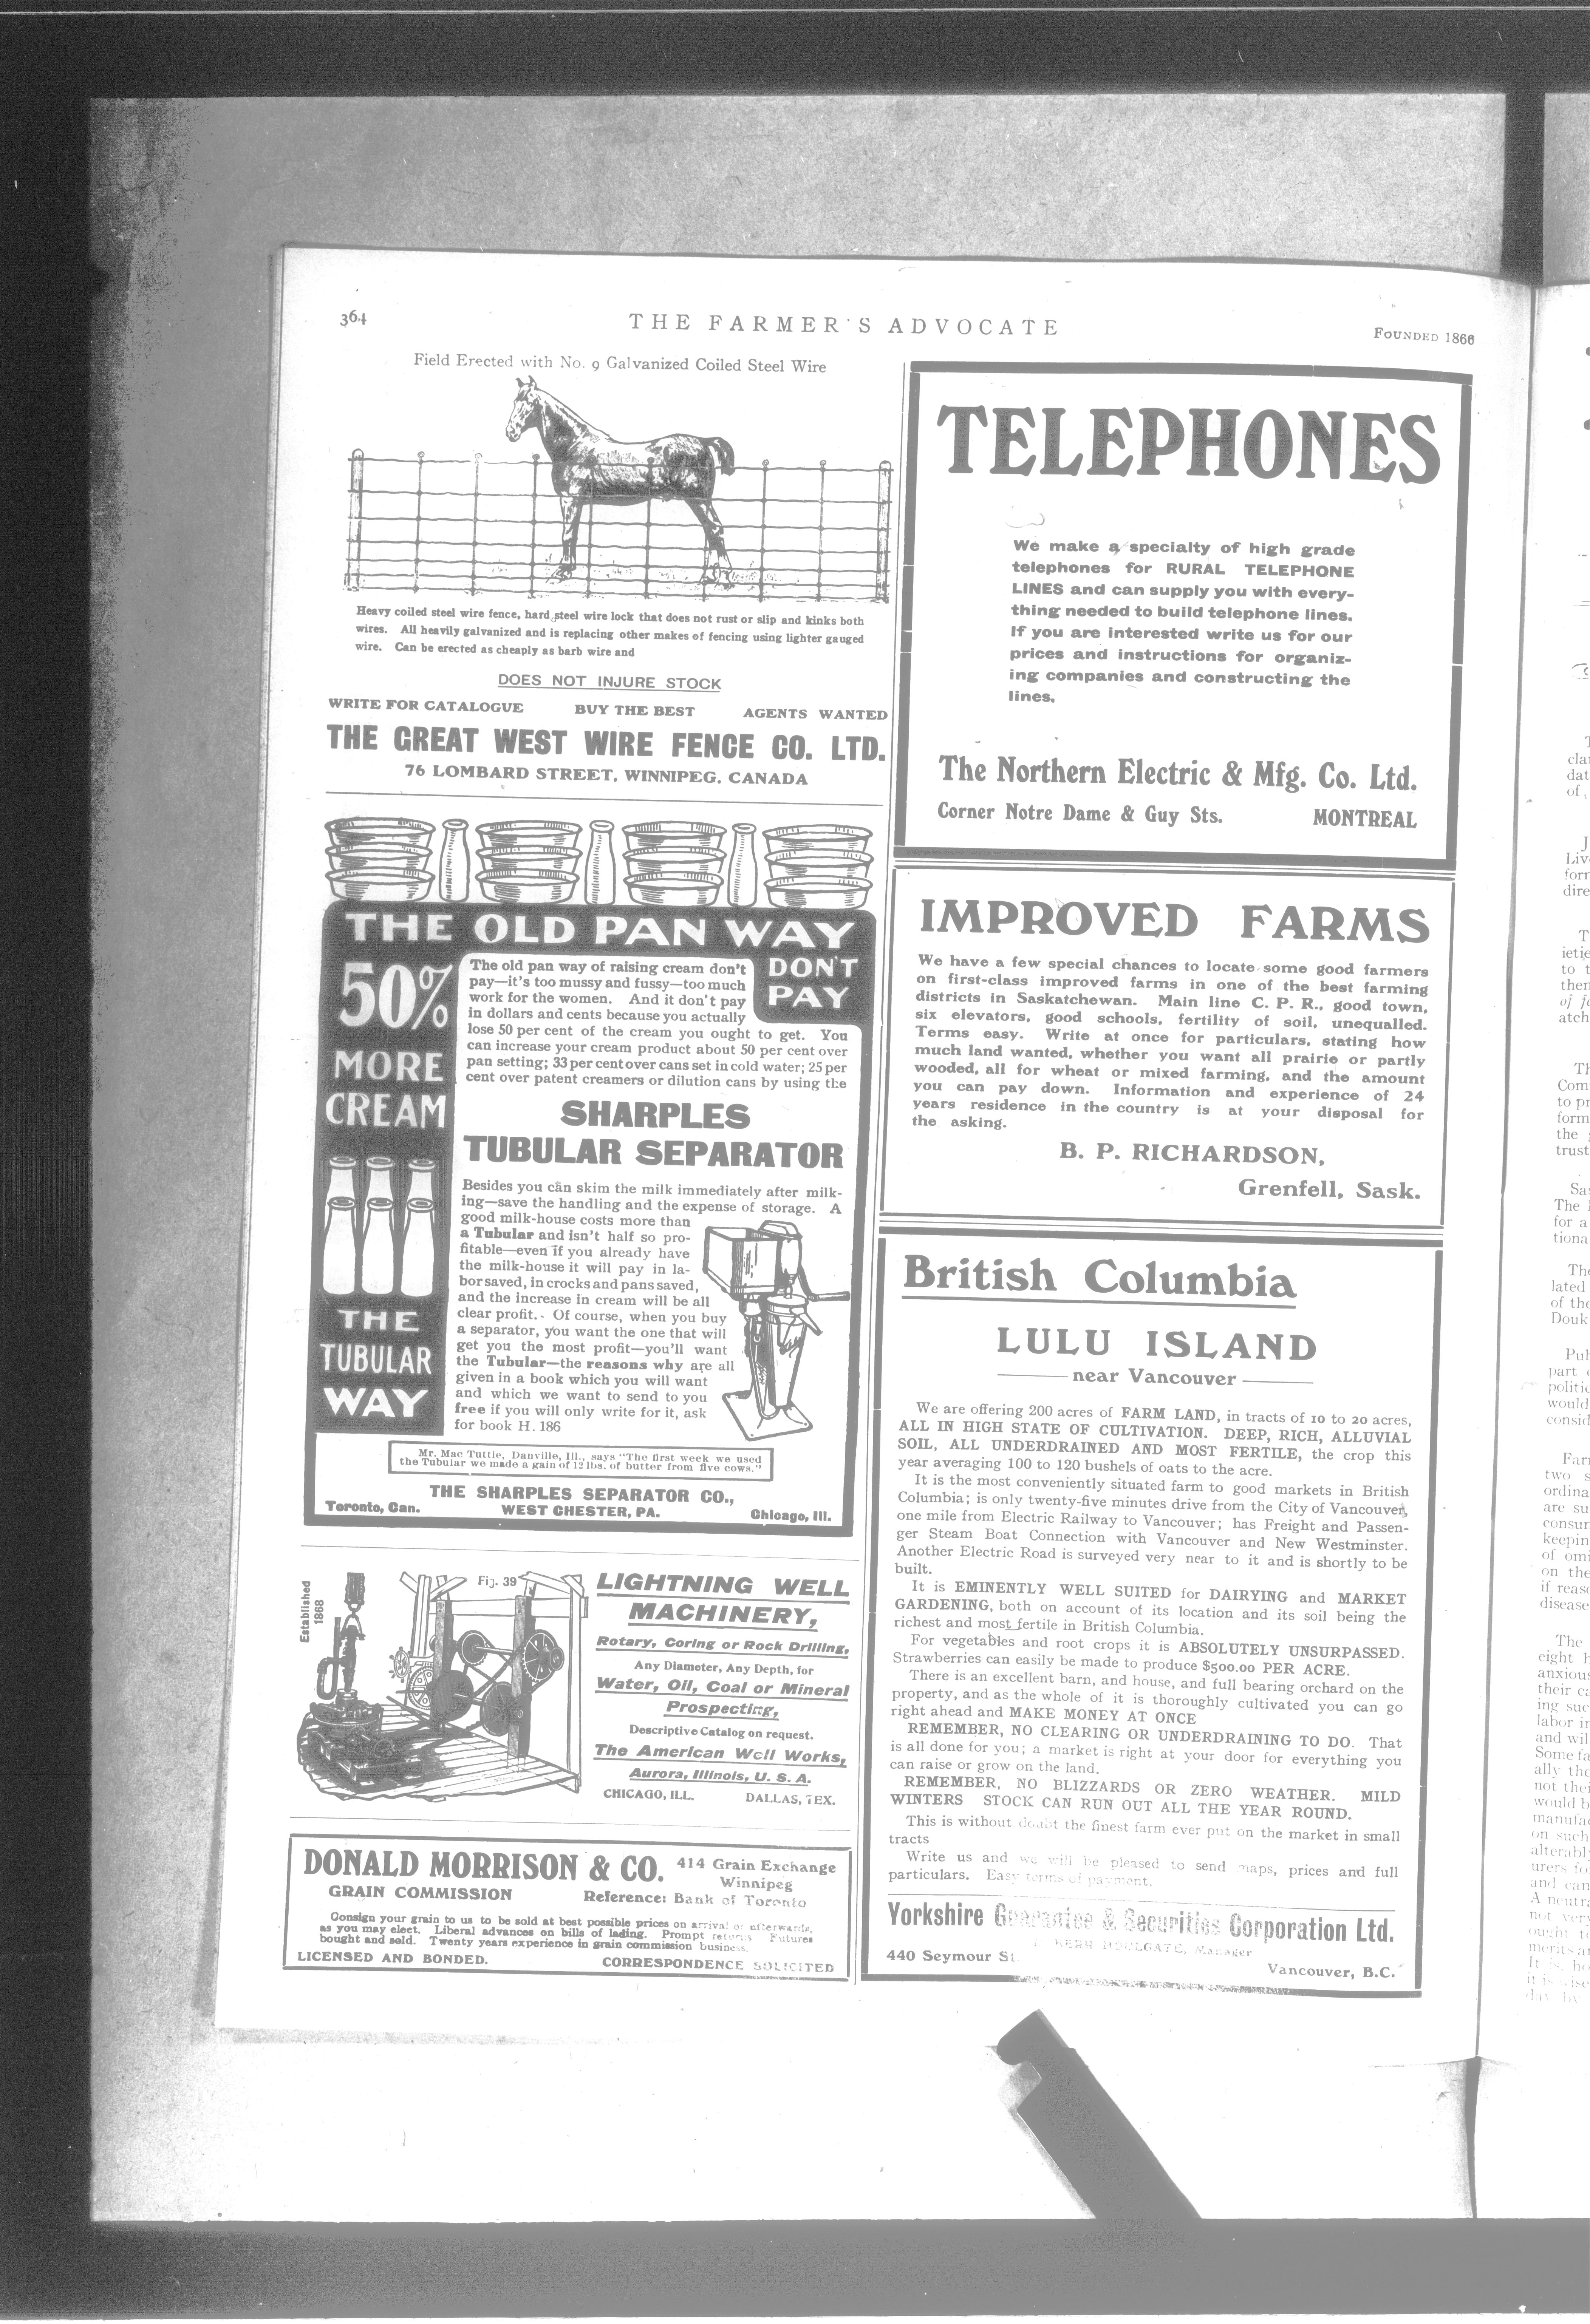 364
THE FARMER'S ADVOCATE
FOUNDED 1866
Field Erected with No. 9 Galvanized Coiled Steel Wire
Heavy coiled steel wire fence, hard steel wire lock that does not rust or slip and kinks both
wires. All heavily galvanized and is replacing other makes of fencing using lighter gauged
wire. Can be erected as cheaply as barb wire and
DOES NOT INJURE STOCK
WRITE FOR CATALOGUE BUY THE BEST AGENTS WANTED
THE GREAT WEST WIRE FENCE CO. LTD.
76 LOMBARD STREET, WINNIPEG, CANADA
THE OLD PAN WAY
DON'T
PAY
50%
MORE
CREAM
THE
TUBULAR
WAY
The old pan way of raising cream don't
pay—it's too mussy and fussy—too much
work for the women. And it don't pay
in dollars and cents because you actually
lose 50 per cent of the cream you ought to get. You
can increase your cream product about 50 per cent over
pan setting; 33 per cent over cans set in cold water; 25 per
cent over patent creamers or dilution cans by using the
SHARPLES
TUBULAR SEPARATOR
Besides you can skim the milk immediately after milk-
ing—save the handling and the expense of storage. A
good milk-house costs more than
a Tubular and isn't half so pro-
fitable—even if you already have
the milk-house it will pay in la-
bor saved, in crocks and pans saved,
and the increase in cream will be all
clear profit. Of course, when you buy
a separator, you want the one that will
get you the most profit—you'll want
the Tubular—the reasons why are all
given in a book which you will want
and which we want to send to you
free if you will only write for it, ask
for book H. 186
Mr. Mac Tuttle, Danville, Ill., says "The first week we used
the Tubular we made a gain of 12 lbs. of butter from five cows."
THE SHARPLES SEPARATOR CO.,
Toronto, Can. WEST CHESTER, PA. Chicago, Ill.
Established
1868
Fig. 39
LIGHTNING WELL
MACHINERY,
Rotary, Coring or Rock Drilling,
Any Diameter, Any Depth, for
Water, Oil, Coal or Mineral
Prospecting,
Descriptive Catalog on request.
The American Well Works,
Aurora, Illinois, U. S. A.
CHICAGO, ILL. DALLAS, TEX.
DONALD MORRISON & CO. 414 Grain Exchange
Winnipeg
GRAIN COMMISSION Reference: Bank of Toronto
Consign your grain to us to be sold at best possible prices on arrival or afterwards,
as you may elect. Liberal advances on bills of lading. Prompt returns Futures
bought and sold. Twenty years experience in grain commission business.
LICENSED AND BONDED. CORRESPONDENCE SOLICITED
TELEPHONES
We make a specialty of high grade
telephones for RURAL TELEPHONE
LINES and can supply you with every-
thing needed to build telephone lines.
If you are interested write us for our
prices and instructions for organiz-
ing companies and constructing the
lines.
The Northern Electric & Mfg. Co. Ltd.
Corner Notre Dame & Guy Sts. MONTREAL
IMPROVED FARMS
We have a few special chances to locate some good farmers
on first-class improved farms in one of the best farming
districts in Saskatchewan. Main line C. P. R., good town,
six elevators, good schools, fertility of soil, unequalled.
Terms easy. Write at once for particulars, stating how
much land wanted, whether you want all prairie or partly
wooded, all for wheat or mixed farming, and the amount
you can pay down. Information and experience of 24
years residence in the country is at your disposal for
the asking.
B. P. RICHARDSON,
Grenfell, Sask.
British Columbia
LULU ISLAND
near Vancouver
We are offering 200 acres of FARM LAND, in tracts of 10 to 20 acres,
ALL IN HIGH STATE OF CULTIVATION. DEEP, RICH, ALLUVIAL
SOIL, ALL UNDERDRAINED AND MOST FERTILE, the crop this
year averaging 100 to 120 bushels of oats to the acre.
It is the most conveniently situated farm to good markets in British
Columbia; is only twenty-five minutes drive from the City of Vancouver,
one mile from Electric Railway to Vancouver; has Freight and Passen-
ger Steam Boat Connection with Vancouver and New Westminster.
Another Electric Road is surveyed very near to it and is shortly to be
built.
It is EMINENTLY WELL SUITED for DAIRYING and MARKET
GARDENING, both on account of its location and its soil being the
richest and most fertile in British Columbia.
For vegetables and root crops it is ABSOLUTELY UNSURPASSED.
Strawberries can easily be made to produce $500.00 PER ACRE.
There is an excellent barn, and house, and full bearing orchard on the
property, and as the whole of it is thoroughly cultivated you can go
right ahead and MAKE MONEY AT ONCE
REMEMBER, NO CLEARING OR UNDERDRAINING TO DO. That
is all done for you; a market is right at your door for everything you
can raise or grow on the land.
REMEMBER, NO BLIZZARDS OR ZERO WEATHER. MILD
WINTERS STOCK CAN RUN OUT ALL THE YEAR ROUND.
This is without doubt the finest farm ever put on the market in small
tracts
Write us and we will be pleased to send maps, prices and full
particulars. Easy terms of payment.
Yorkshire Guarantee & Securities Corporation Ltd.
KERR HOULGATE, Manager
440 Seymour St
Vancouver, B.C.